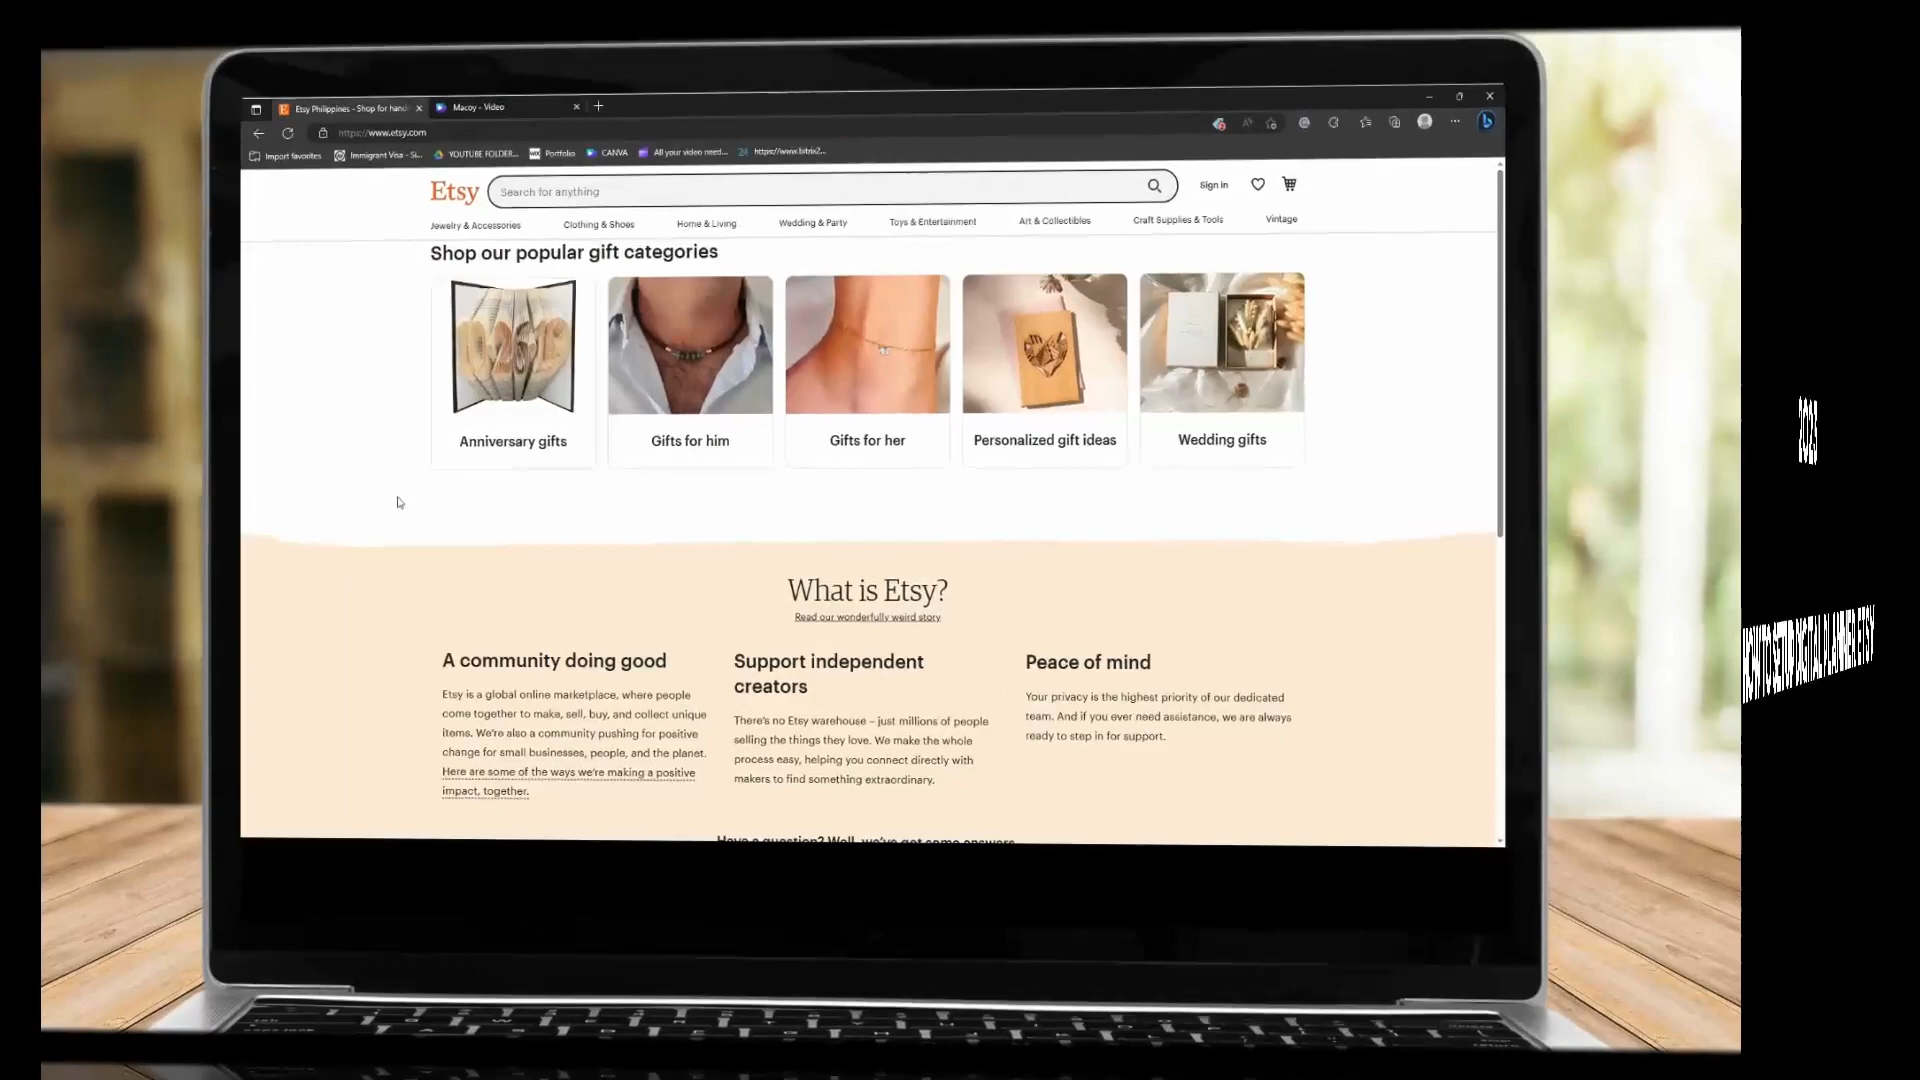 Etsy Philippines - Shop for hand
Macoy - Video
https://www.etsy.com
Import favorites
Immigrant Visa - Si...
YOUTUBE FOLDER...
Portfolio
CANVA
All your video need...
https://www.bitrix2...
Etsy
Search for anything
Sign in
Jewelry & Accessories
Clothing & Shoes
Home & Living
Wedding & Party
Toys & Entertainment
Art & Collectibles
Craft Supplies & Tools
Vintage
Shop our popular gift categories
Anniversary gifts
Gifts for him
Gifts for her
Personalized gift ideas
Wedding gifts
What is Etsy?
Read our wonderfully weird story
A community doing good
Etsy is a global online marketplace, where people
come together to make, sell, buy, and collect unique
items. We're also a community pushing for positive
change for small businesses, people, and the planet.
Here are some of the ways we're making a positive
impact, together.
Support independent
creators
There's no Etsy warehouse – just millions of people
selling the things they love. We make the whole
process easy, helping you connect directly with
makers to find something extraordinary.
Peace of mind
Your privacy is the highest priority of our dedicated
team. And if you ever need assistance, we are always
ready to step in for support.
Have a question? Well, we've got some answers
2023